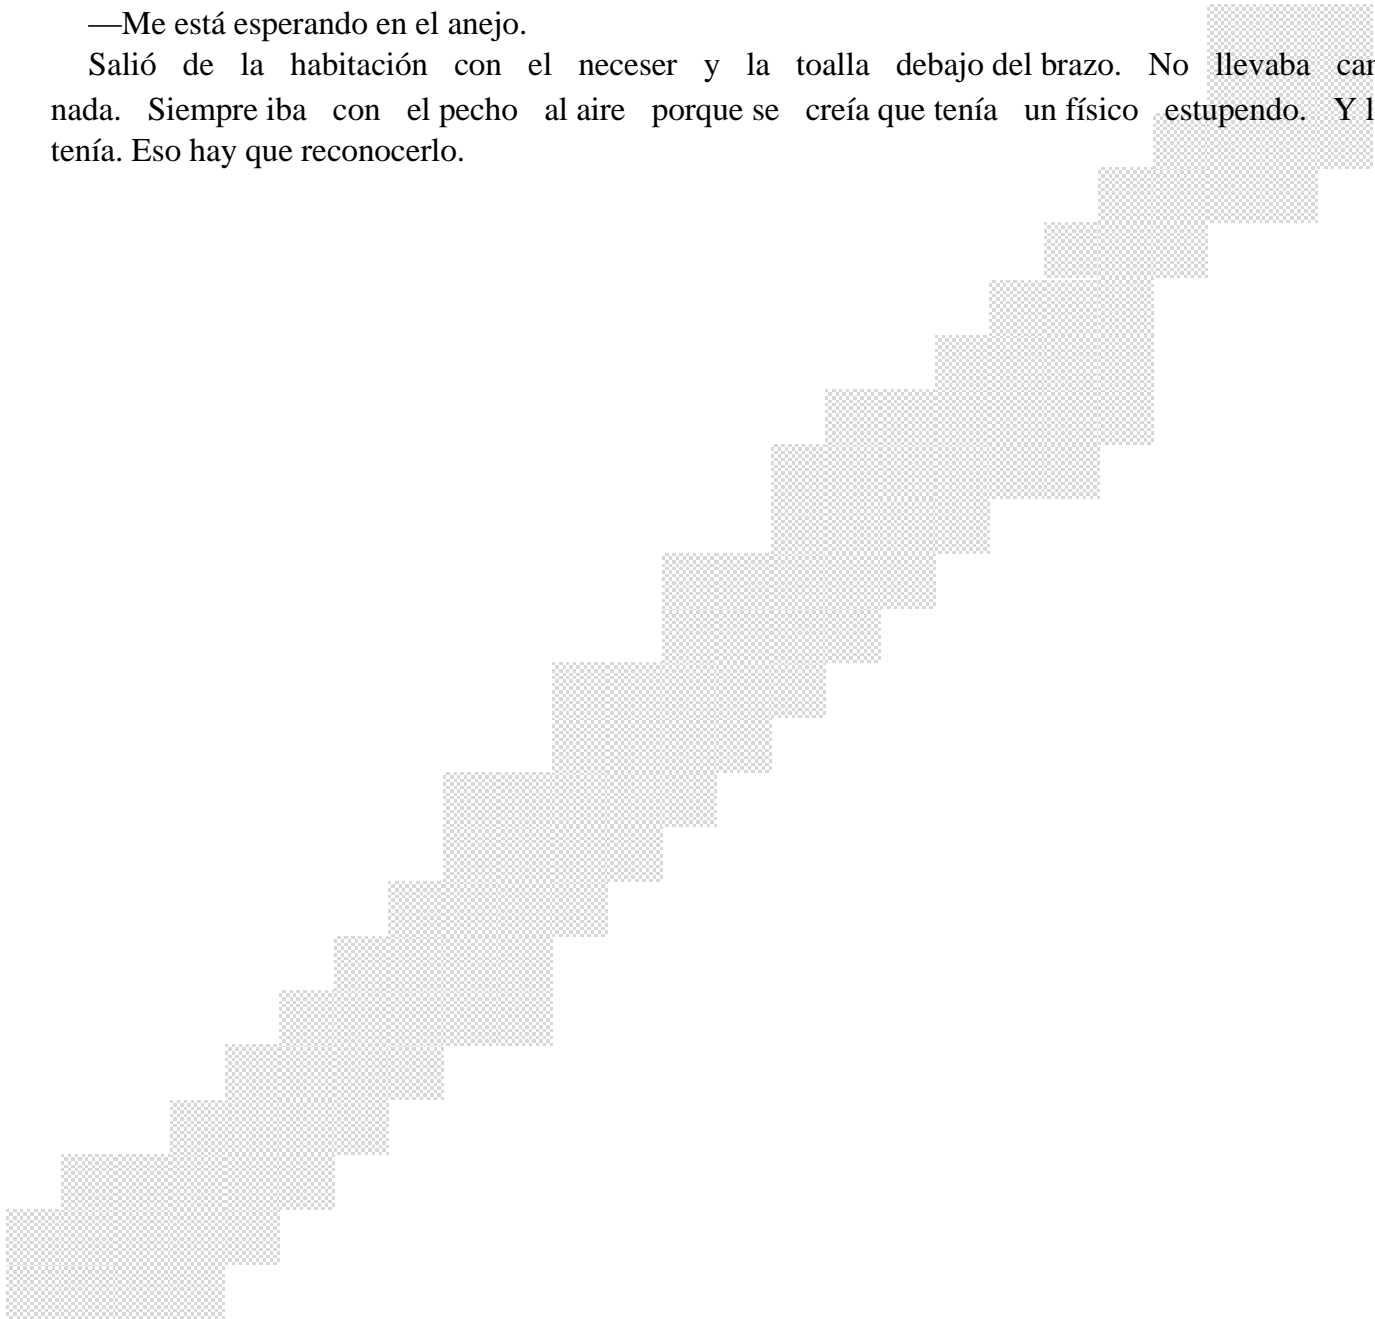 —Me está esperando en el anejo.
Salió de la habitación con el neceser y la toalla debajo del brazo. No llevaba
nada. Siempre iba con el pecho al aire porque se creía que tenía un físico estupendo. Y
tenía. Eso hay que reconocerlo.